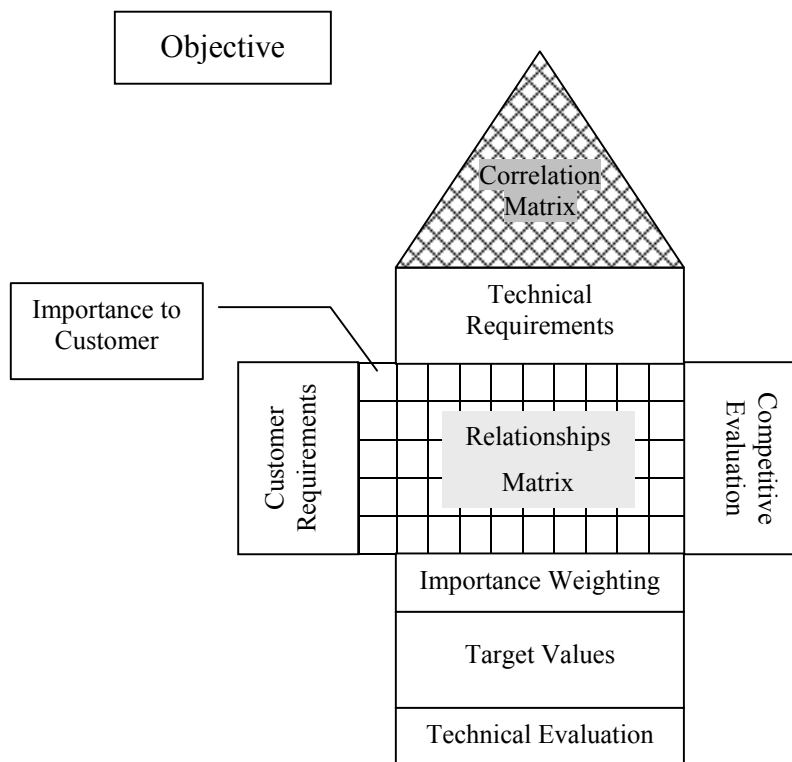 Objective
Correlation
Matrix
Technical
Requirements
Importance to
Customer
Customer
Requirements
Relationships
Matrix
Competitive
Evaluation
Importance Weighting
Target Values
Technical Evaluation